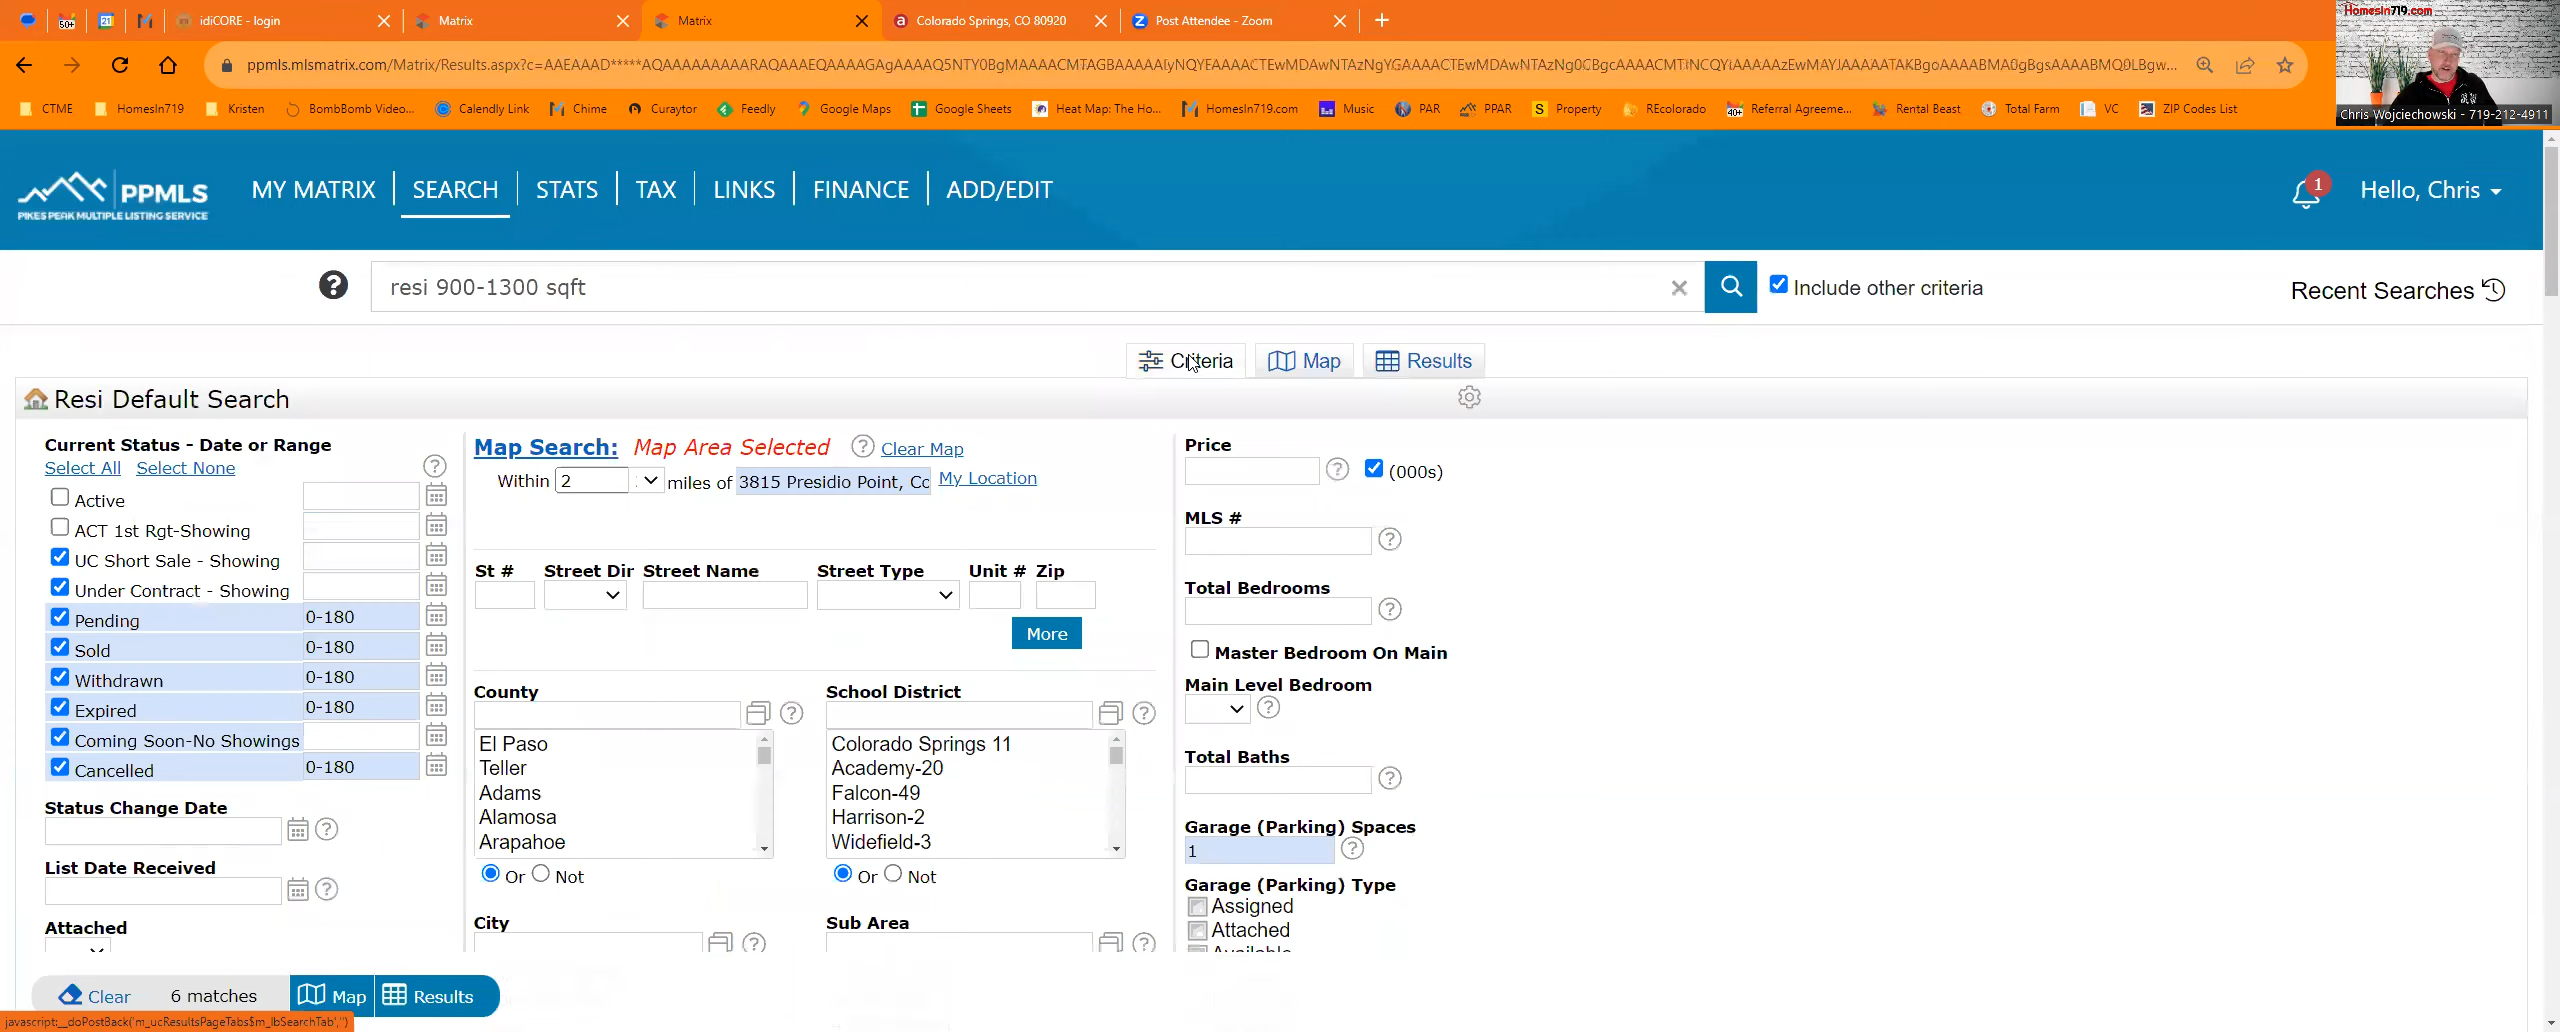 50+
21
idiCORE - login
Matrix
Matrix
Colorado Springs, CO 80920
Post Attendee - Zoom
HomesIn719.com
CTME
HomesIn719
Kristen
BombBomb Video...
Calendly Link
Chime
Curaytor
Feedly
Google Maps
Google Sheets
Heat Map: The Ho...
HomesIn719.com
Music
PAR
PPAR
Property
REcolorado
40+
Referral Agreeme...
Rental Beast
Total Farm
VC
ZIP Codes List
Chris Wojciechowski - 719-212-4911
PPMLS
PIKES PEAK MULTIPLE LISTING SERVICE
MY MATRIX
SEARCH
STATS
TAX
LINKS
FINANCE
ADD/EDIT
1
Hello, Chris
resi 900-1300 sqft
Include other criteria
Recent Searches
Criteria
Map
Results
Resi Default Search
Current Status - Date or Range
Select All Select None
Active
ACT 1st Rgt-Showing
UC Short Sale - Showing
Under Contract - Showing
Pending 0-180
Sold 0-180
Withdrawn 0-180
Expired 0-180
Coming Soon-No Showings
Cancelled 0-180
Status Change Date
List Date Received
Attached
Map Search: Map Area Selected Clear Map
Within 2 miles of 3815 Presidio Point, Co My Location
St # Street Dir Street Name Street Type Unit # Zip
More
County
El Paso
Teller
Adams
Alamosa
Arapahoe
Or Not
School District
Colorado Springs 11
Academy-20
Falcon-49
Harrison-2
Widefield-3
Or Not
City
Sub Area
Price
(000s)
MLS #
Total Bedrooms
Master Bedroom On Main
Main Level Bedroom
Total Baths
Garage (Parking) Spaces
1
Garage (Parking) Type
Assigned
Attached
Available
Clear 6 matches Map Results
javascript:__doPostBack('m_ucResultsPageTabs$m_lbSearchTab','')